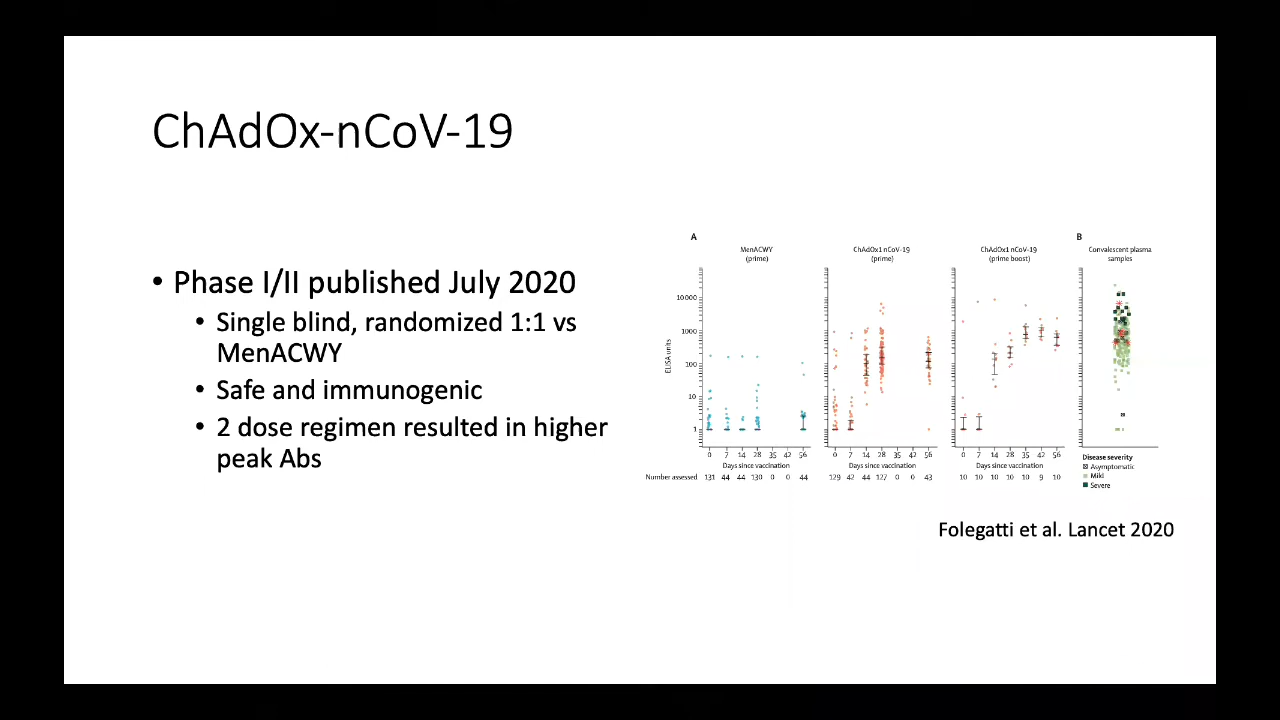 ChAdOx-nCoV-19
• Phase I/II published July 2020
• Single blind, randomized 1:1 vs
MenACWY
• Safe and immunogenic
• 2 dose regimen resulted in higher
peak Abs
A
MenACWY
(prime)
ChAdOx1 nCoV-19
(prime)
ChAdOx1 nCoV-19
(prime boost)
B
Convalescent plasma
samples
ELISA units
10000
1000
100
10
1
0 7 14 28 35 42 56
0 7 14 28 35 42 56
0 7 14 28 35 42 56
Days since vaccination
Days since vaccination
Days since vaccination
Number assessed 131 44 44 130 0 0 44
129 42 44 127 0 0 43
10 10 10 10 10 9 10
Disease severity
Asymptomatic
Mild
Severe
Folegatti et al. Lancet 2020